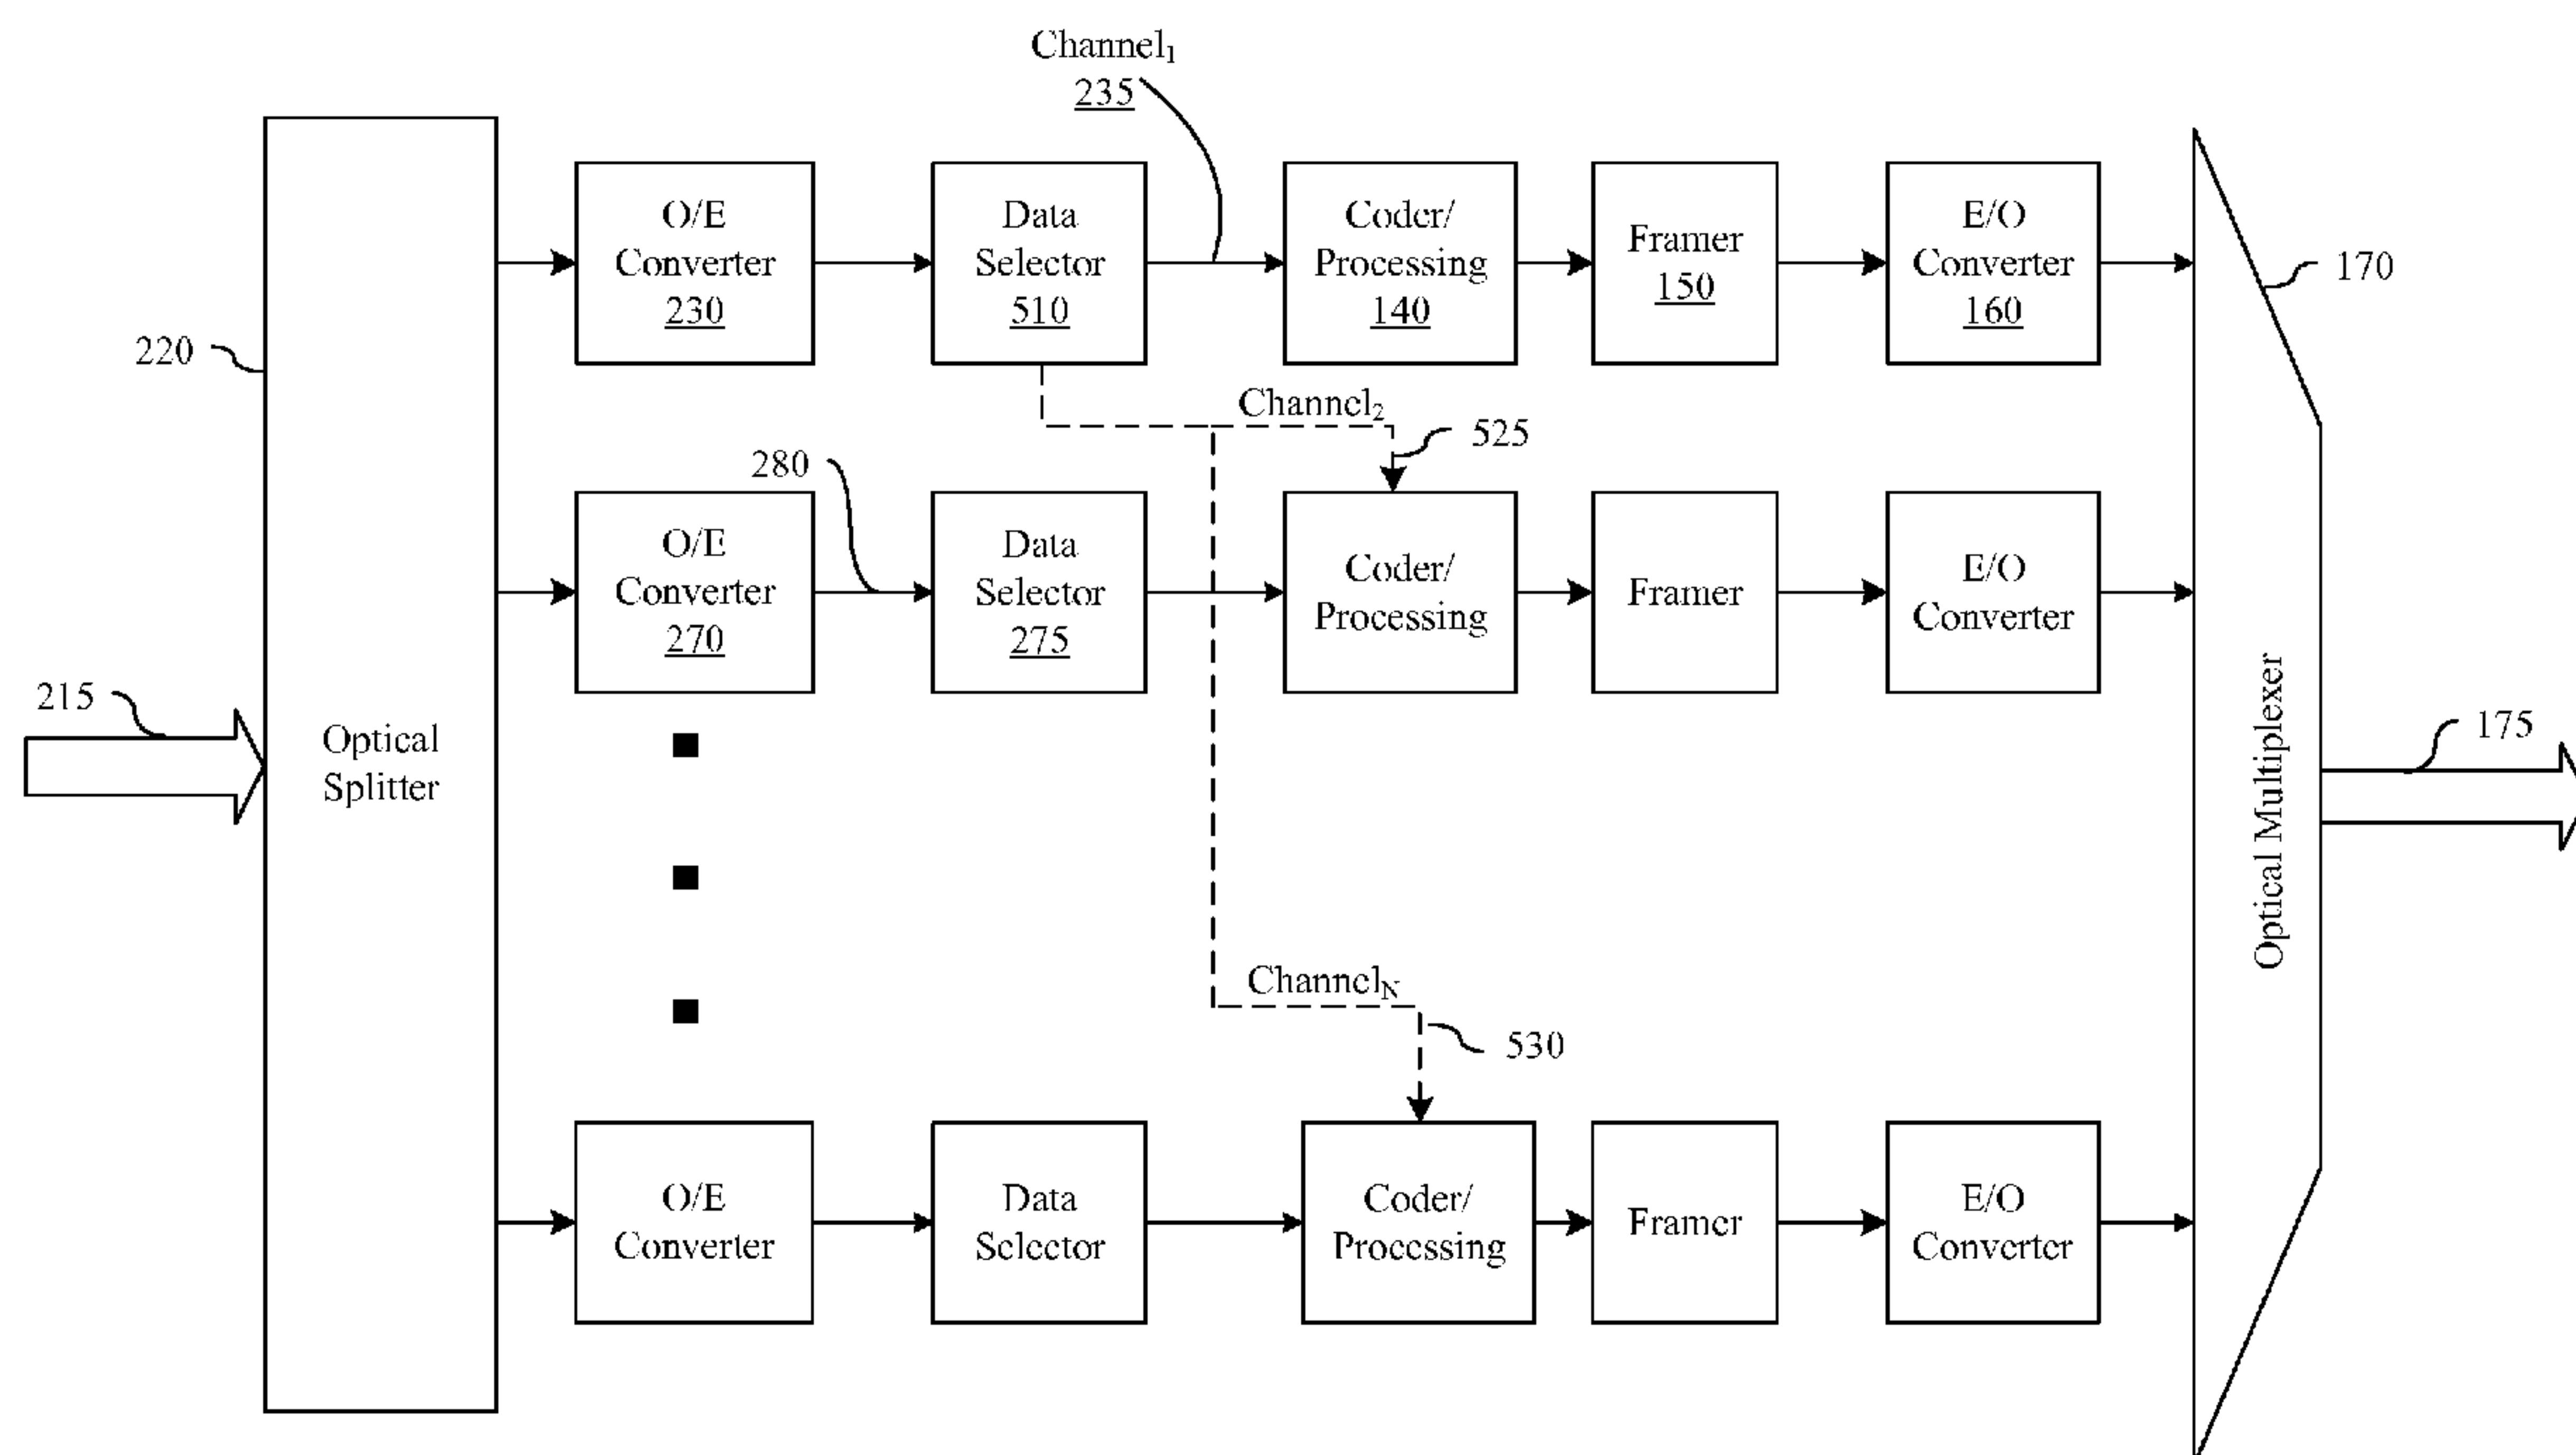 Channel₁
235
O/E
Converter
230
Data
Selector
510
Coder/
Processing
140
Framer
150
E/O
Converter
160
170
220
Channel₂
525
280
O/E
Converter
270
Data
Selector
275
Coder/
Processing
Framer
E/O
Converter
215
Optical
Splitter
Optical Multiplexer
175
Channel_N
530
O/E
Converter
Data
Selector
Coder/
Processing
Framer
E/O
Converter